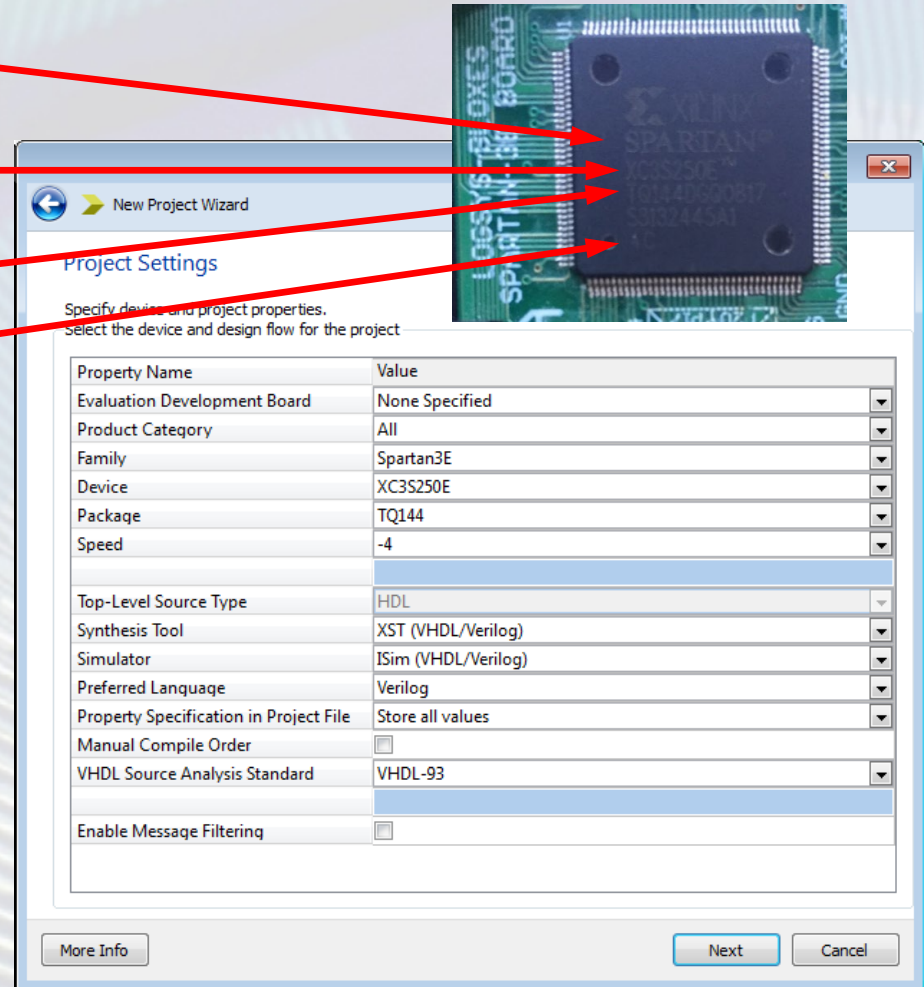 LOGSYS
SPARTAN-3E BOARD
U1
XILINX
SPARTAN®
XC3S250E™
4C
GND
New Project Wizard
Project Settings
Specify device and project properties.
Select the device and design flow for the project
Property Name Value
Evaluation Development Board None Specified
Product Category All
Family Spartan3E
Device XC3S250E
Package TQ144
Speed -4
Top-Level Source Type HDL
Synthesis Tool XST (VHDL/Verilog)
Simulator ISim (VHDL/Verilog)
Preferred Language Verilog
Property Specification in Project File Store all values
Manual Compile Order
VHDL Source Analysis Standard VHDL-93
Enable Message Filtering
More Info Next Cancel